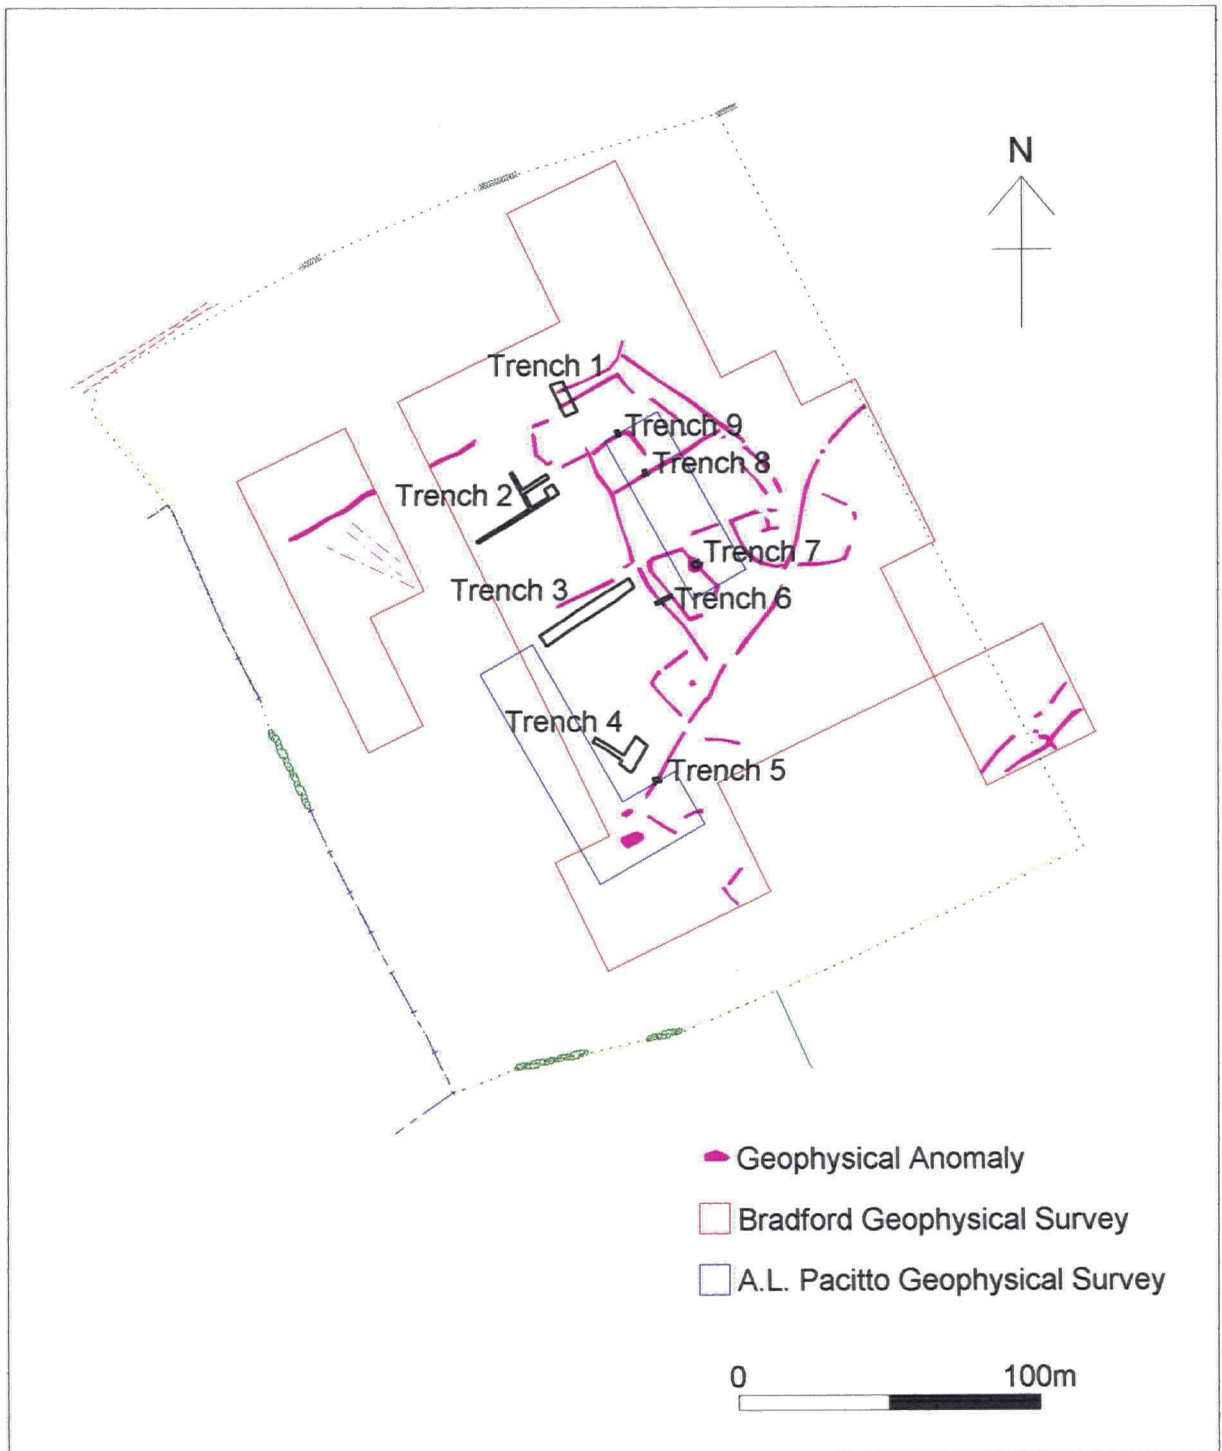 N
Trench 1
Trench 9
Trench 8
Trench 2
Trench 7
Trench 3
Trench 6
Trench 4
Trench 5
Geophysical Anomaly
Bradford Geophysical Survey
A.L. Pacitto Geophysical Survey
0 100m